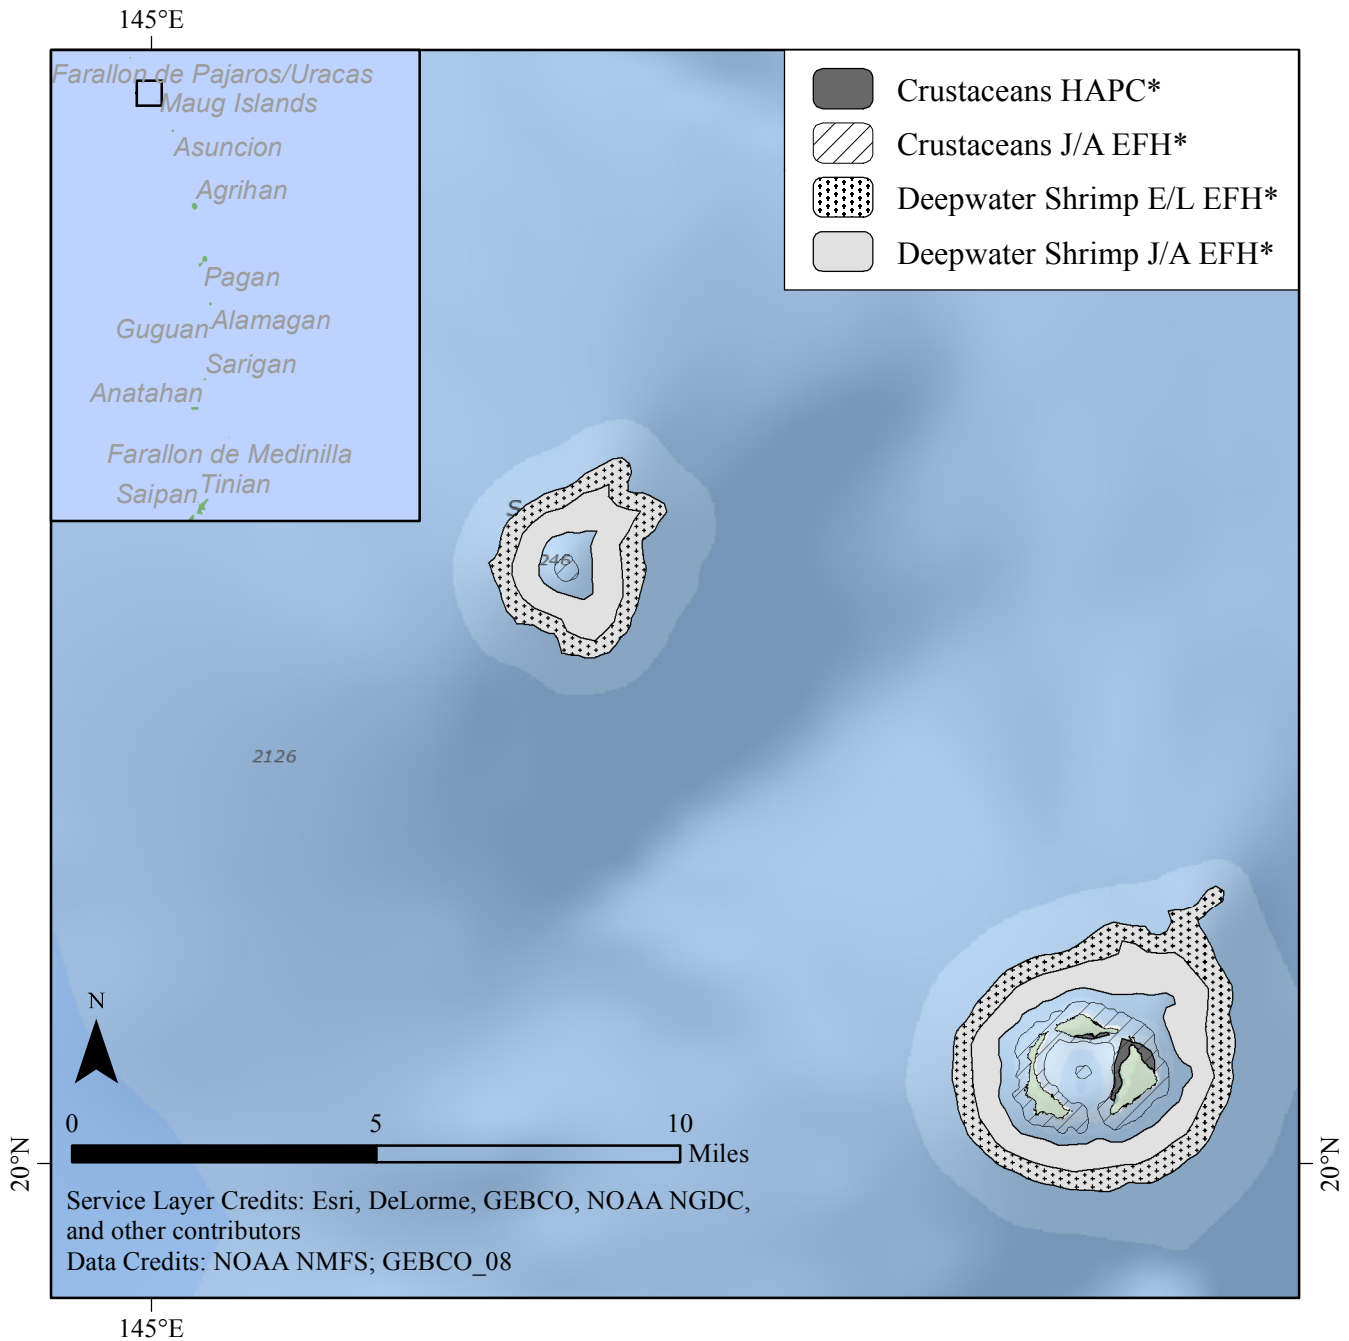 145°E
Farallon de Pajaros/Uracas
Maug Islands
Asuncion
Agrihan
Pagan
Alamagan
Guguan
Sarigan
Anatahan
Farallon de Medinilla
Tinian
Saipan
Crustaceans HAPC*
Crustaceans J/A EFH*
Deepwater Shrimp E/L EFH*
Deepwater Shrimp J/A EFH*
S
246
2126
N
0 5 10
Miles
20°N
20°N
Service Layer Credits: Esri, DeLorme, GEBCO, NOAA NGDC,
and other contributors
Data Credits: NOAA NMFS; GEBCO_08
145°E